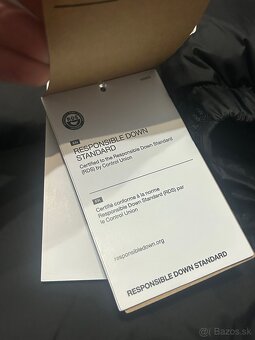 EN
RESPONSIBLE DOWN
STANDARD
Certified to the Responsible Down Standard
(RDS) by Control Union
Certifié conforme à la norme
Responsible Down Standard (RDS) par
le Control Union
responsibledown.org
RESPONSIBLE DOWN STANDARD
Bazos.sk